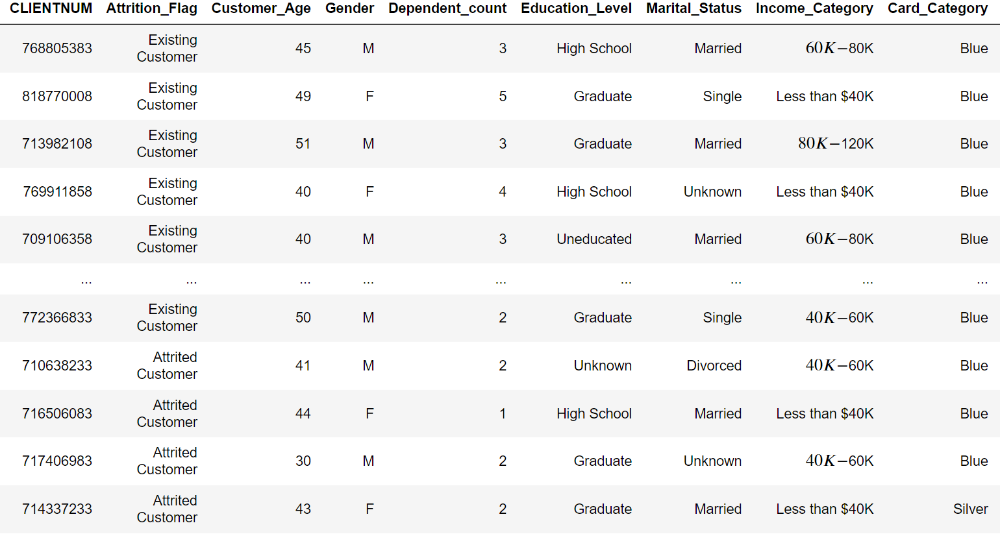 CLIENTNUM Attrition_Flag Customer_Age Gender Dependent_count Education_Level Marital_Status Income_Category Card_Category
768805383 Existing Customer 45 M 3 High School Married 60K−80K Blue
818770008 Existing Customer 49 F 5 Graduate Single Less than $40K Blue
713982108 Existing Customer 51 M 3 Graduate Married 80K−120K Blue
769911858 Existing Customer 40 F 4 High School Unknown Less than $40K Blue
709106358 Existing Customer 40 M 3 Uneducated Married 60K−80K Blue
... ... ... ... ... ... ... ... ...
772366833 Existing Customer 50 M 2 Graduate Single 40K−60K Blue
710638233 Attrited Customer 41 M 2 Unknown Divorced 40K−60K Blue
716506083 Attrited Customer 44 F 1 High School Married Less than $40K Blue
717406983 Attrited Customer 30 M 2 Graduate Unknown 40K−60K Blue
714337233 Attrited Customer 43 F 2 Graduate Married Less than $40K Silver